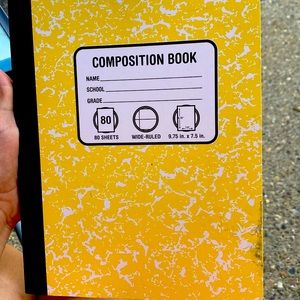 COMPOSITION BOOK
NAME
SCHOOL
GRADE
80
80 SHEETS WIDE-RULED 9.75 in. x 7.5 in.